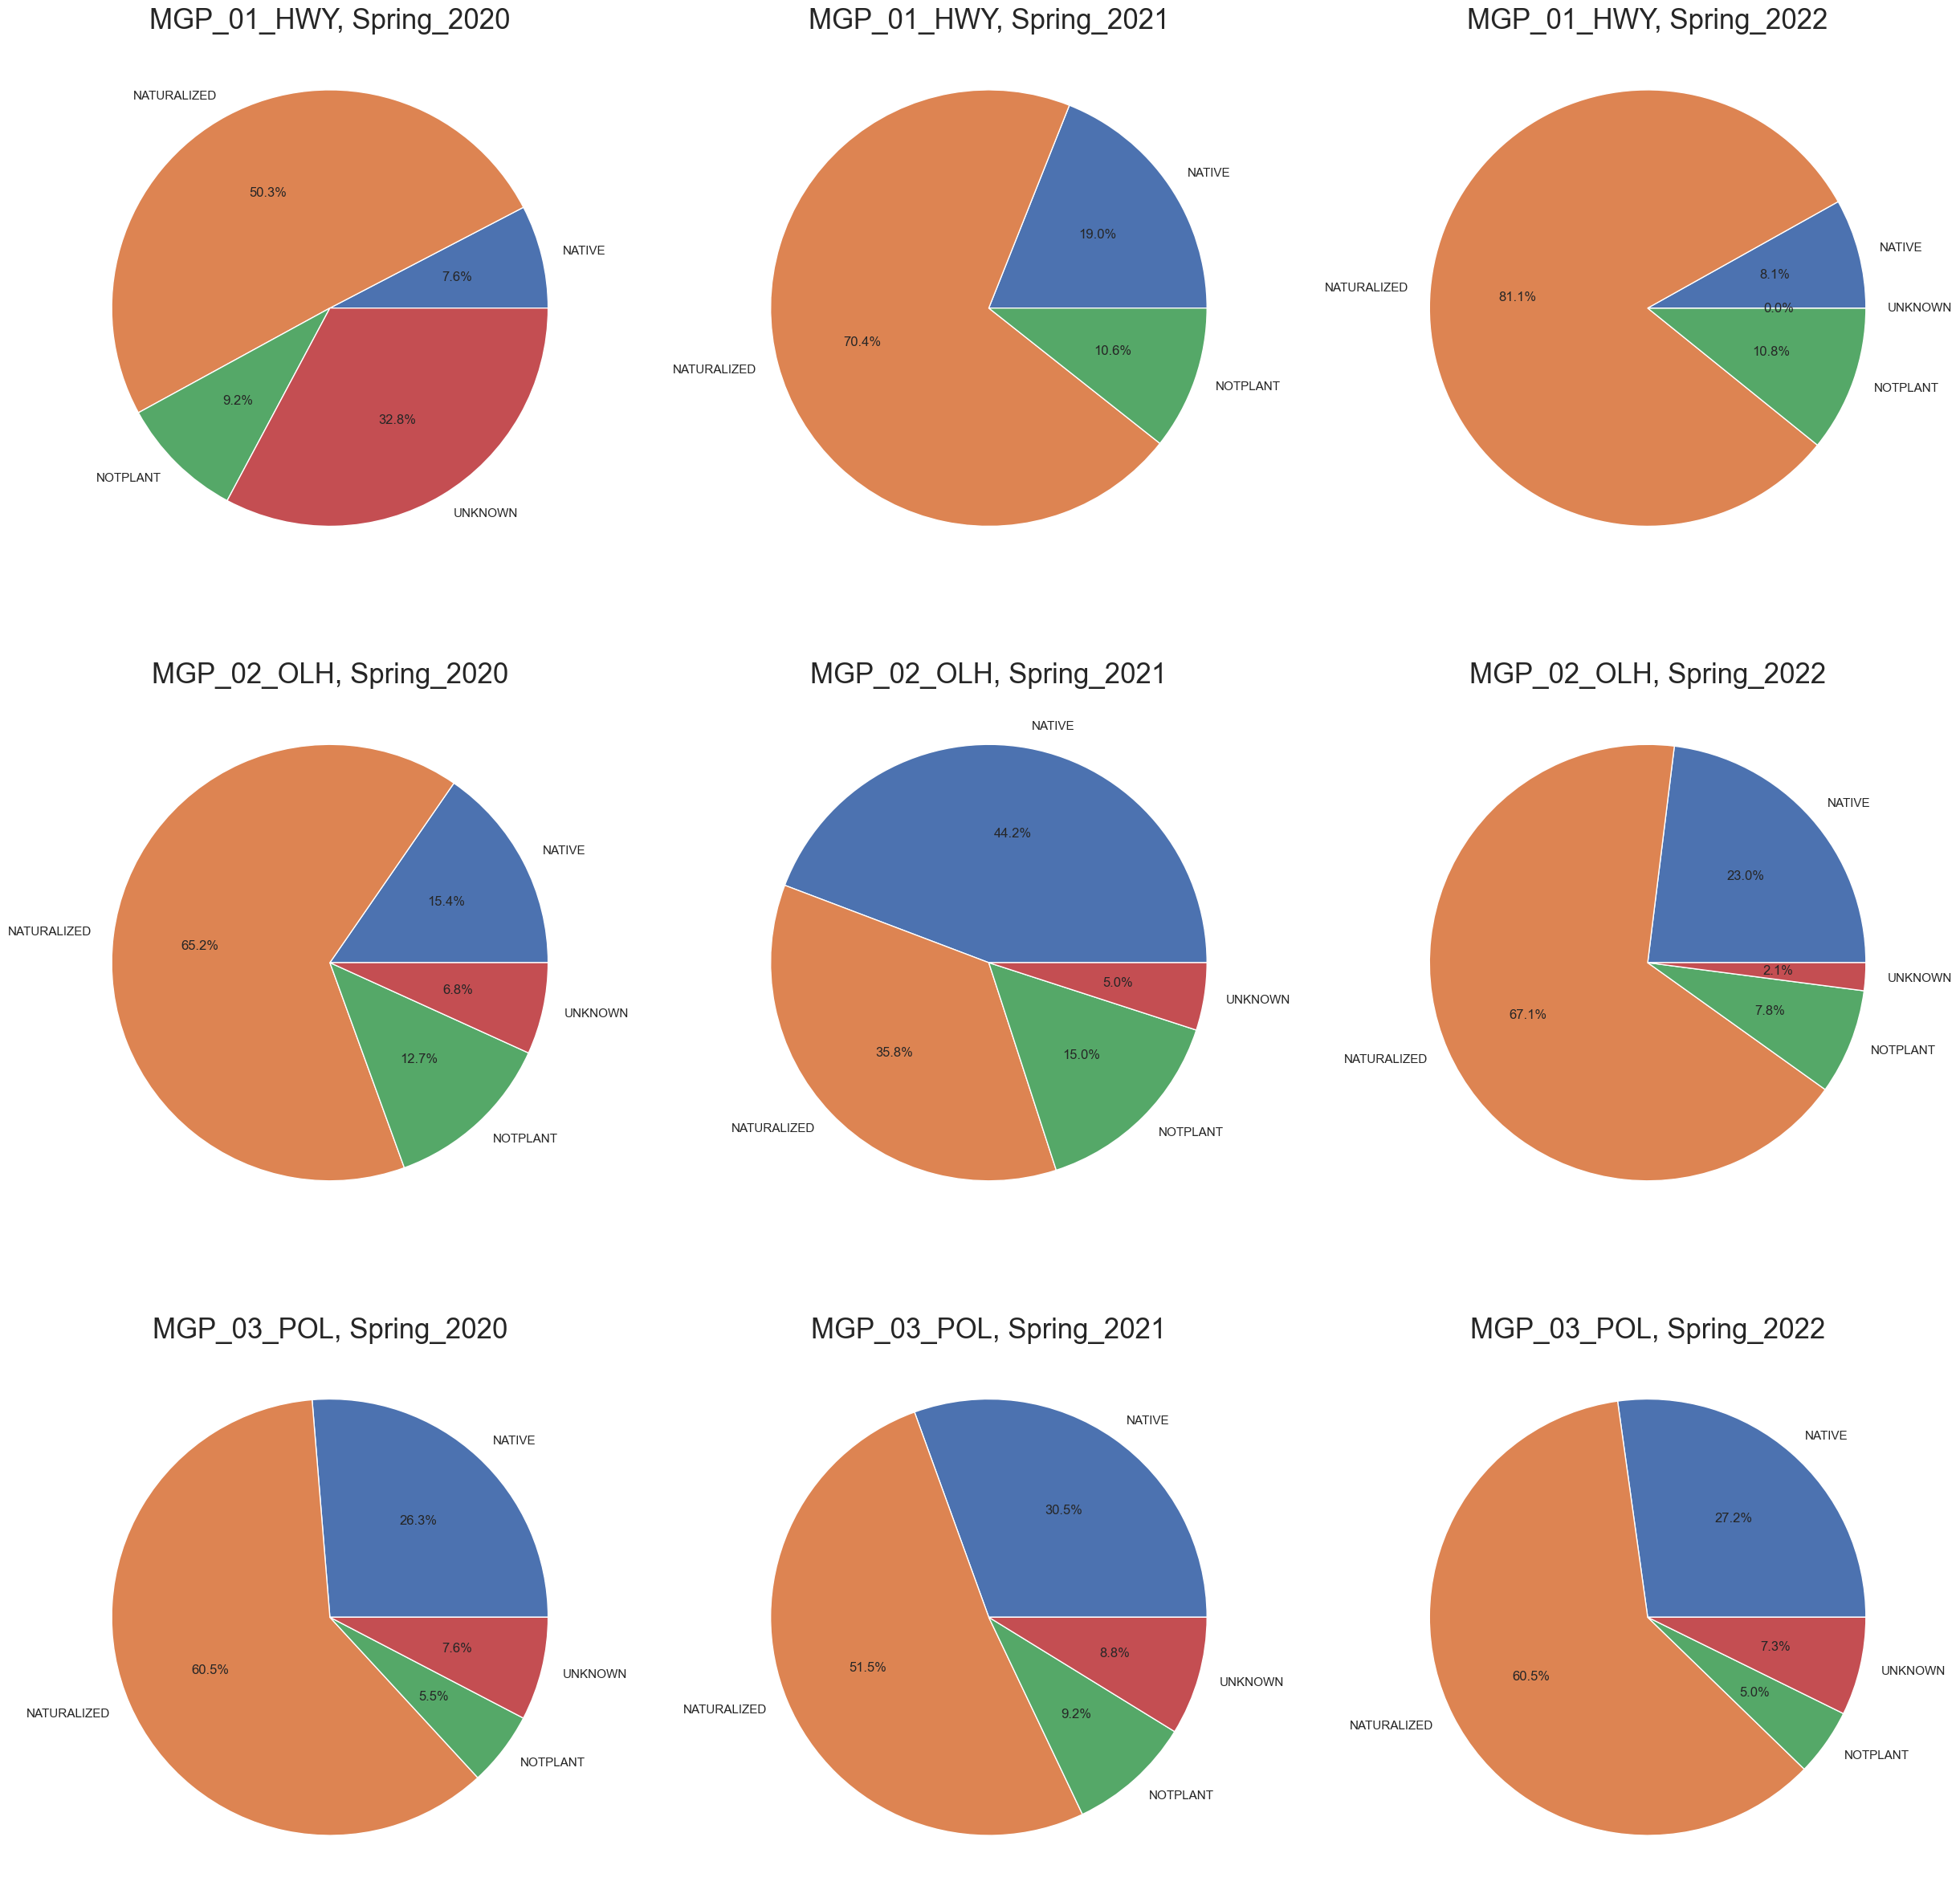 MGP_01_HWY, Spring_2020
NATURALIZED
50.3%
NATIVE
7.6%
9.2%
32.8%
NOTPLANT
UNKNOWN
MGP_01_HWY, Spring_2021
NATIVE
19.0%
70.4%
10.6%
NATURALIZED
NOTPLANT
MGP_01_HWY, Spring_2022
NATIVE
8.1%
NATURALIZED
81.1%
0.0%
UNKNOWN
10.8%
NOTPLANT
MGP_02_OLH, Spring_2020
NATIVE
15.4%
NATURALIZED
65.2%
6.8%
UNKNOWN
12.7%
NOTPLANT
MGP_02_OLH, Spring_2021
NATIVE
44.2%
5.0%
UNKNOWN
35.8%
15.0%
NATURALIZED
NOTPLANT
MGP_02_OLH, Spring_2022
NATIVE
23.0%
2.1%
UNKNOWN
67.1%
7.8%
NOTPLANT
NATURALIZED
MGP_03_POL, Spring_2020
NATIVE
26.3%
7.6%
60.5%
UNKNOWN
5.5%
NATURALIZED
NOTPLANT
MGP_03_POL, Spring_2021
NATIVE
30.5%
8.8%
51.5%
UNKNOWN
NATURALIZED
9.2%
NOTPLANT
MGP_03_POL, Spring_2022
NATIVE
27.2%
7.3%
UNKNOWN
60.5%
5.0%
NATURALIZED
NOTPLANT